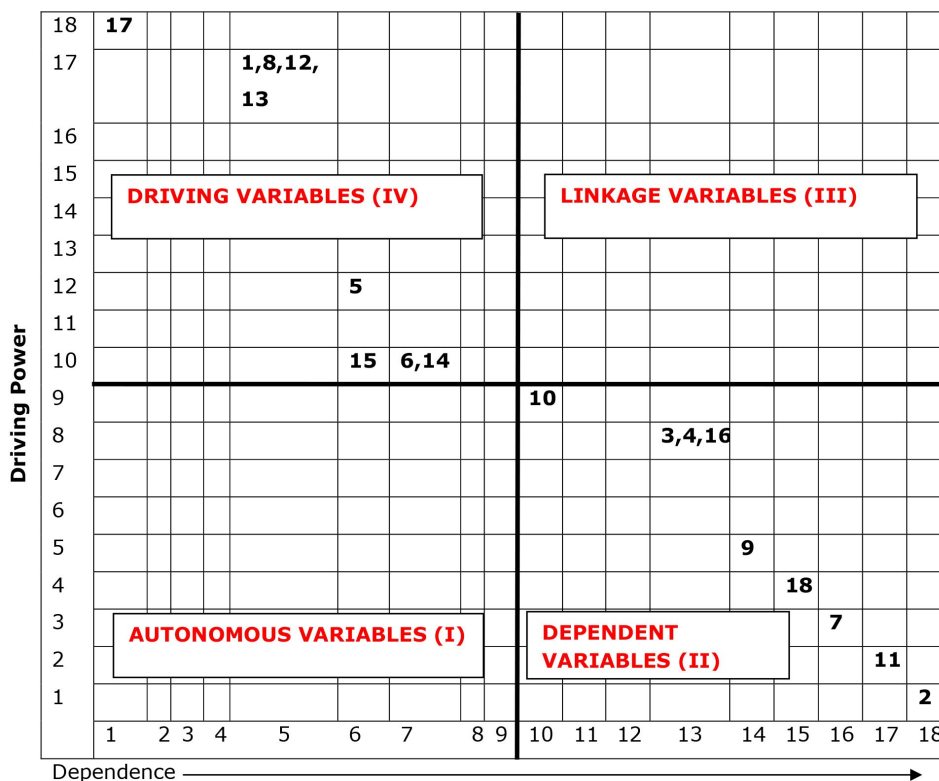 18 17
17 1,8,12,
13
16
15
DRIVING VARIABLES (IV) LINKAGE VARIABLES (III)
14
13
12 5
11
10 15 6,14
9 10
8 3,4,16
7
6
5 9
4 18
3 7
AUTONOMOUS VARIABLES (I) DEPENDENT
VARIABLES (II)
2 11
1 2
1 2 3 4 5 6 7 8 9 10 11 12 13 14 15 16 17 18
Driving Power
Dependence